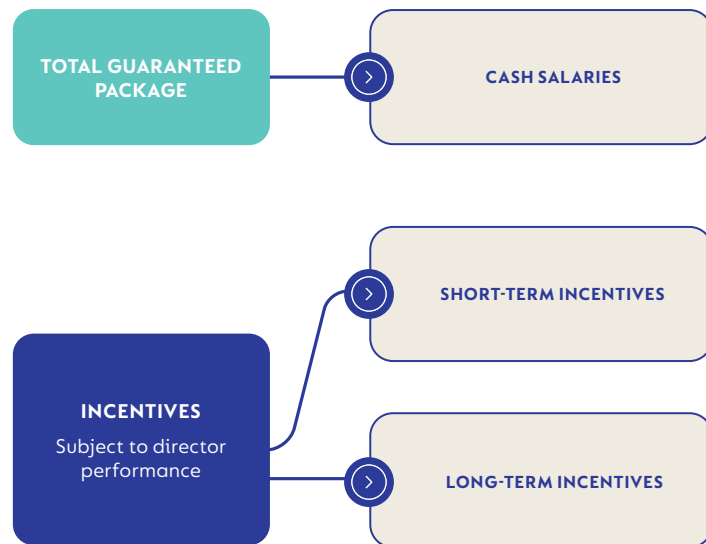 TOTAL GUARANTEED
PACKAGE
CASH SALARIES
SHORT-TERM INCENTIVES
INCENTIVES
Subject to director
performance
LONG-TERM INCENTIVES